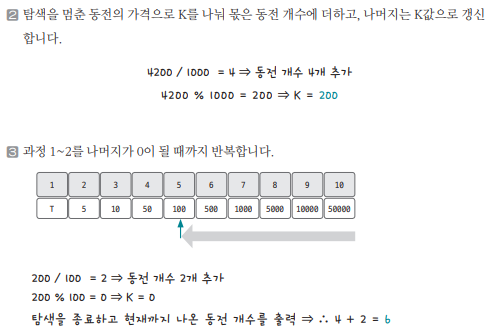 2 탐색을 멈춘 동전의 가격으로 K를 나눠 몫은 동전 개수에 더하고, 나머지는 K값으로 갱신
합니다.
4200 / 1000 = 4 ⇒ 동전 개수 4개 추가
4200 % 1000 = 200 ⇒ K = 200
3 과정 1~2를 나머지가 0이 될 때까지 반복합니다.
1 2 3 4 5 6 7 8 9 10
T 5 10 50 100 500 1000 5000 10000 50000
200 / 100 = 2 ⇒ 동전 개수 2개 추가
200 % 100 = 0 ⇒ K = 0
탐색을 종료하고 현재까지 나온 동전 개수를 출력 ⇒ ∴ 4 + 2 = 6